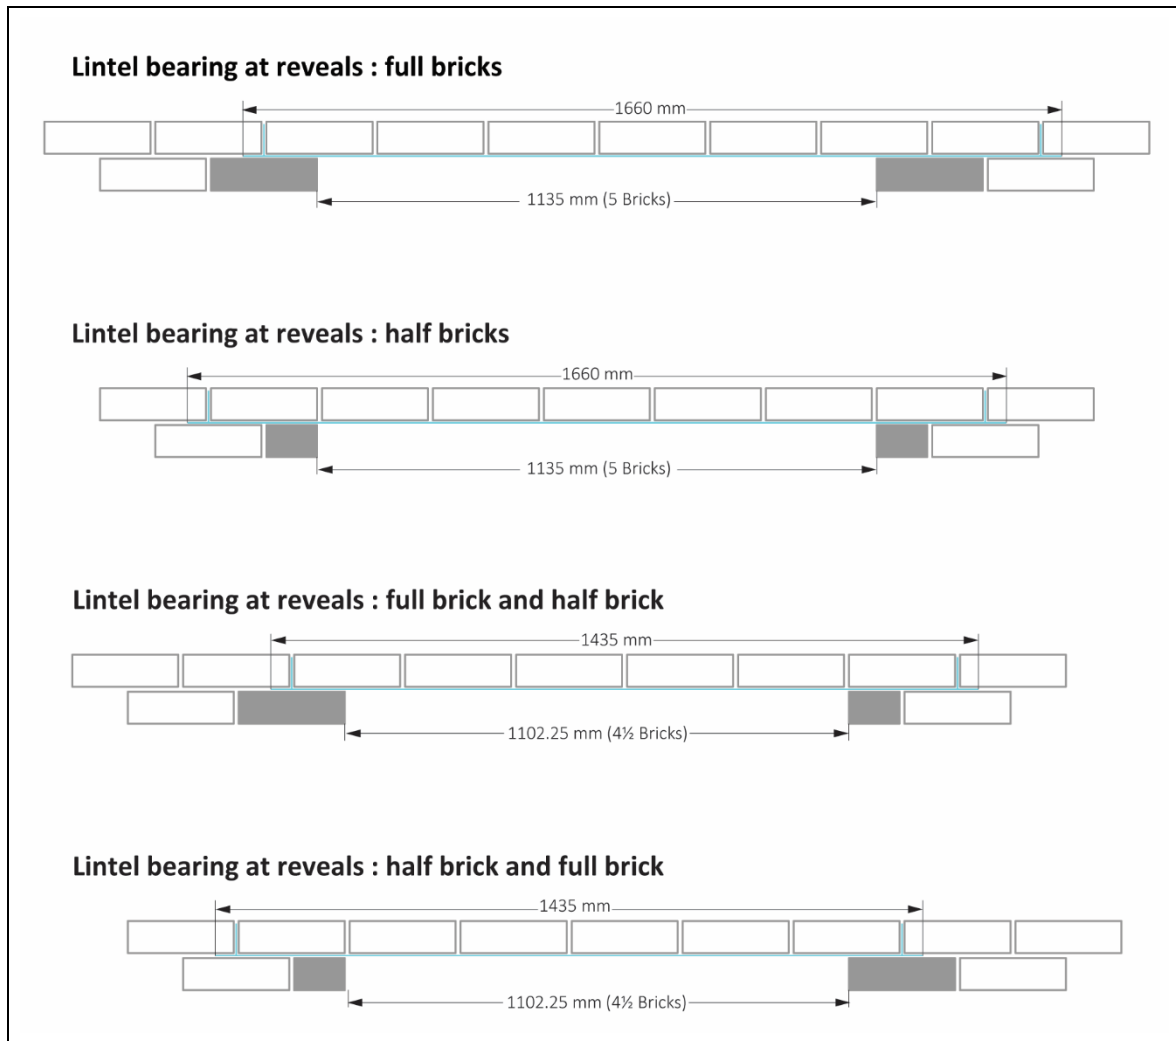 Lintel bearing at reveals : full bricks
1660 mm
1135 mm (5 Bricks)
Lintel bearing at reveals : half bricks
1660 mm
1135 mm (5 Bricks)
Lintel bearing at reveals : full brick and half brick
1435 mm
1102.25 mm (4½ Bricks)
Lintel bearing at reveals : half brick and full brick
1435 mm
1102.25 mm (4½ Bricks)